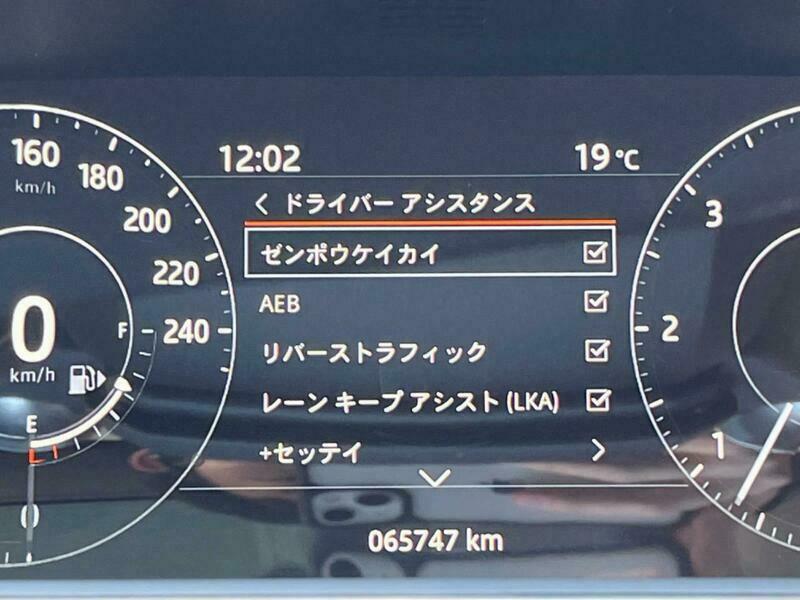 12:02
19°C
160
km/h
180
200
220
240
0
km/h
F
E
0
< ドライバー アシスタンス
ゼンポウケイカイ
AEB
リバーストラフィック
レーン キープ アシスト (LKA)
+セッテイ
3
2
1
065747 km